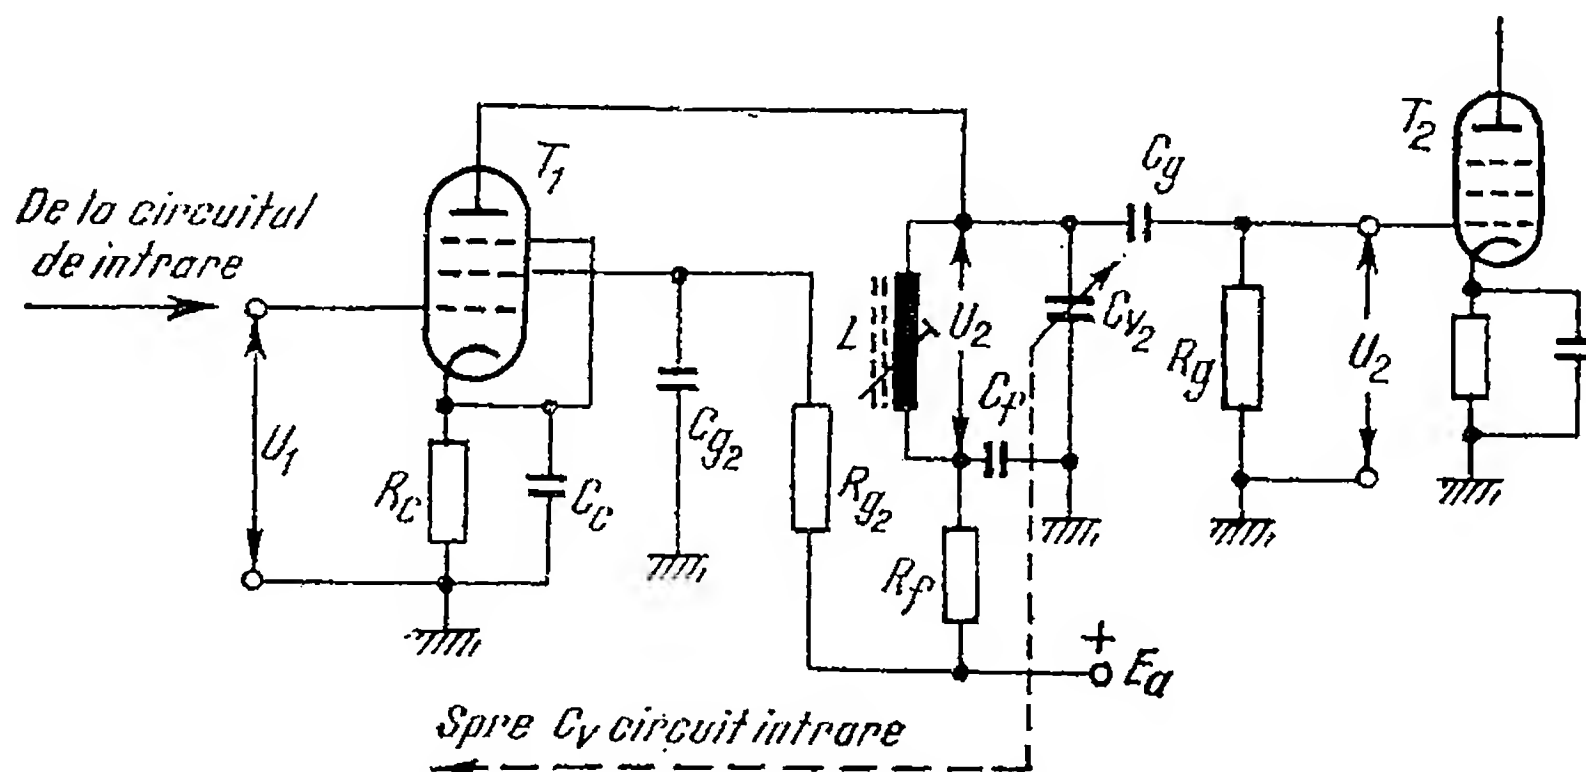 De la circuitul
de intrare
T1
T2
Cg
L
U2
Cv2
Cf
Rg
U2
U1
Rc
Cc
Cg2
Rg2
Rf
+
Ea
Spre Cv circuit intrare